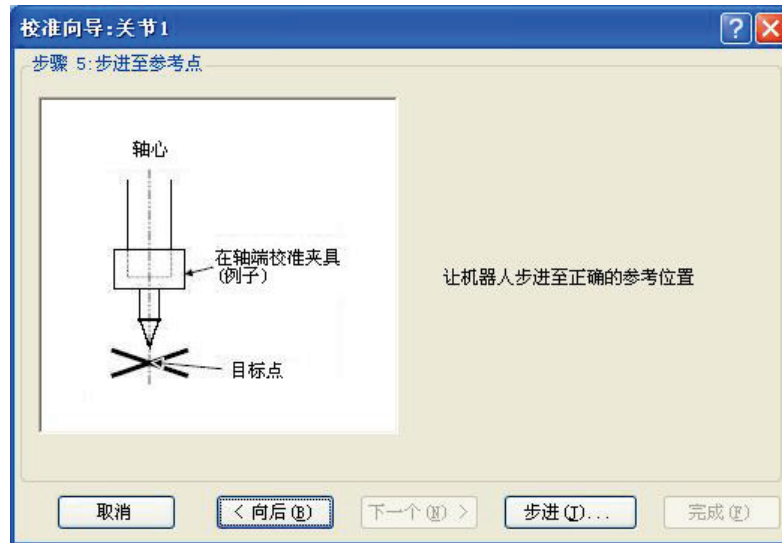 校准向导:关节1
步骤 5:步进至参考点
轴心
在轴端校准夹具
(例子)
目标点
让机器人步进至正确的参考位置
取消
< 向后(B)
下一个(N) >
步进(J)...
完成(F)